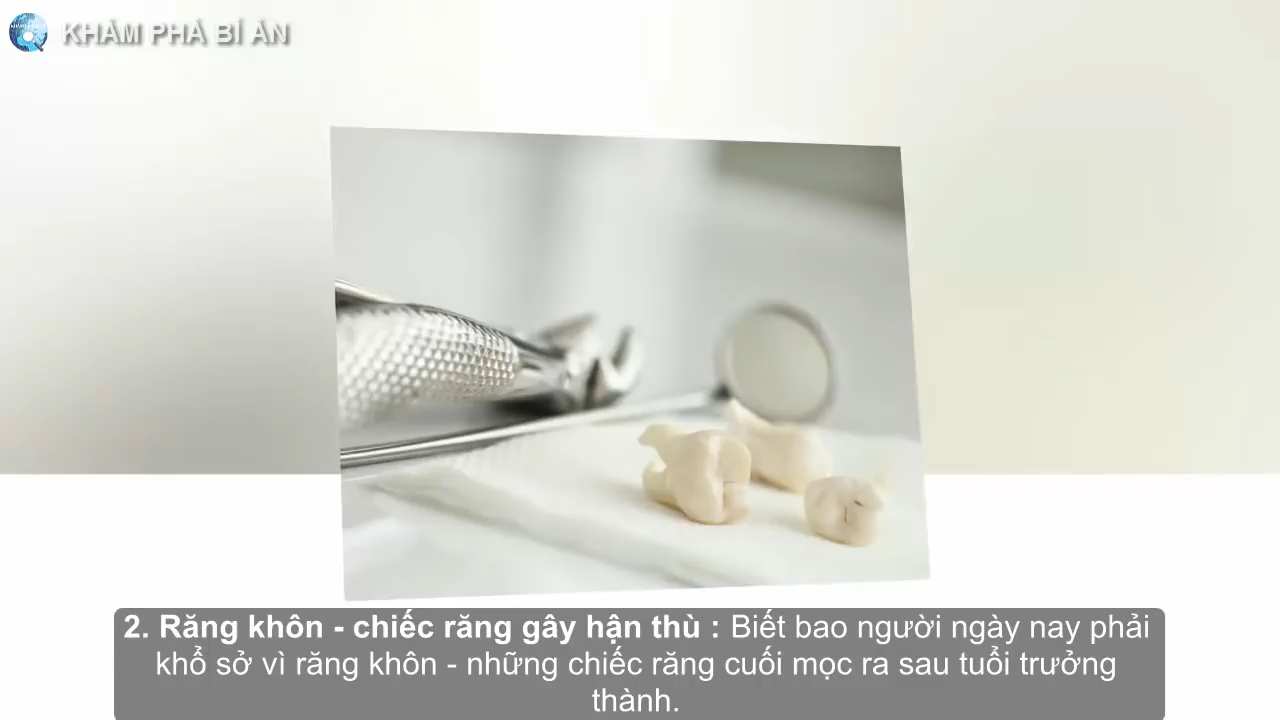 KHÁM PHÁ BÍ ẨN
2. Răng khôn - chiếc răng gây hận thù : Biết bao người ngày nay phải
khổ sở vì răng khôn - những chiếc răng cuối mọc ra sau tuổi trưởng
thành.